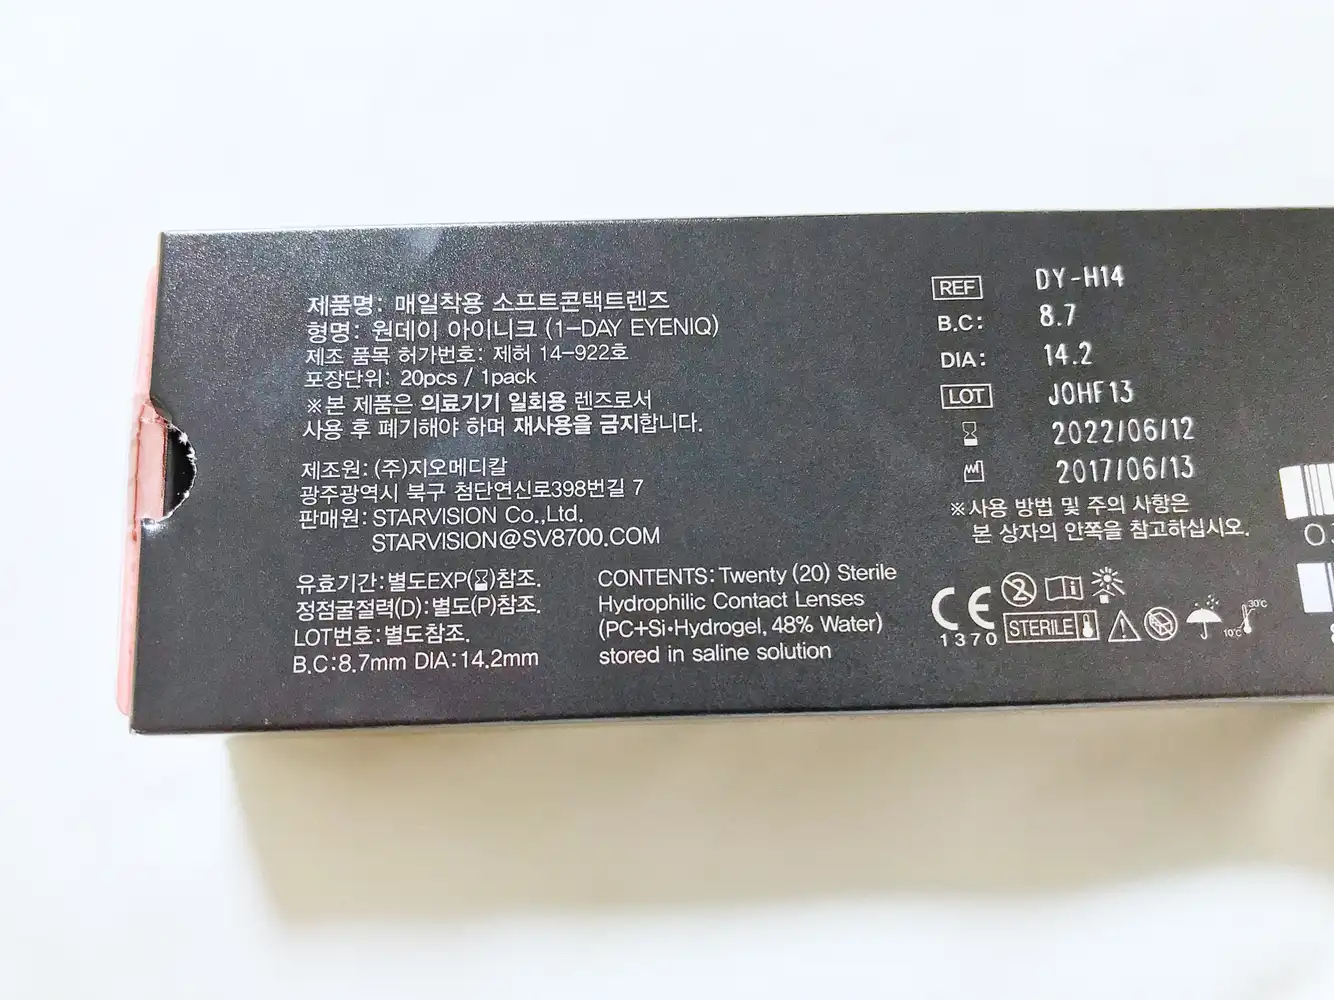 제품명: 매일착용 소프트콘택트렌즈
형명: 원데이 아이니크 (1-DAY EYENIQ)
제조 품목 허가번호: 제허 14-922호
포장단위: 20pcs / 1pack
※본 제품은 의료기기 일회용 렌즈로서
사용 후 폐기해야 하며 재사용을 금지합니다.
제조원: (주)지오메디칼
광주광역시 북구 첨단연신로398번길 7
판매원: STARVISION Co.,Ltd.
STARVISION@SV8700.COM
유효기간:별도EXP(⌛)참조.
정점굴절력(D):별도(P)참조.
LOT번호:별도참조.
B.C:8.7mm DIA:14.2mm
CONTENTS:Twenty (20) Sterile
Hydrophilic Contact Lenses
(PC+Si•Hydrogel, 48% Water)
stored in saline solution
REF DY-H14
B.C: 8.7
DIA: 14.2
LOT JOHF13
2022/06/12
2017/06/13
※사용 방법 및 주의 사항은
본 상자의 안쪽을 참고하십시오.
CE 1370
STERILE
10℃ 30℃